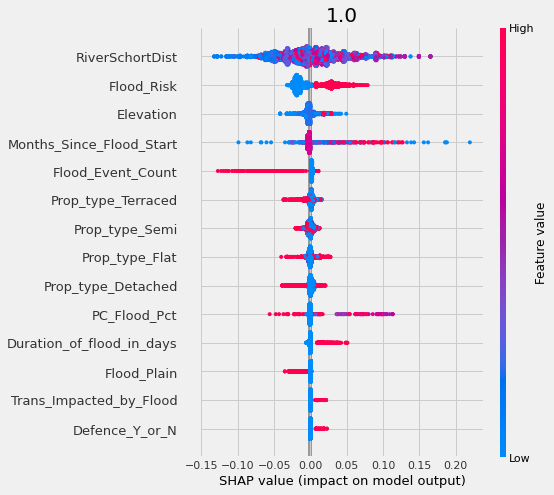 1.0
High
RiverSchortDist
Flood_Risk
Elevation
Months_Since_Flood_Start
Flood_Event_Count
Prop_type_Terraced
Prop_type_Semi
Prop_type_Flat
Prop_type_Detached
PC_Flood_Pct
Duration_of_flood_in_days
Flood_Plain
Trans_Impacted_by_Flood
Defence_Y_or_N
Feature value
Low
−0.15 −0.10 −0.05 0.00 0.05 0.10 0.15 0.20
SHAP value (impact on model output)